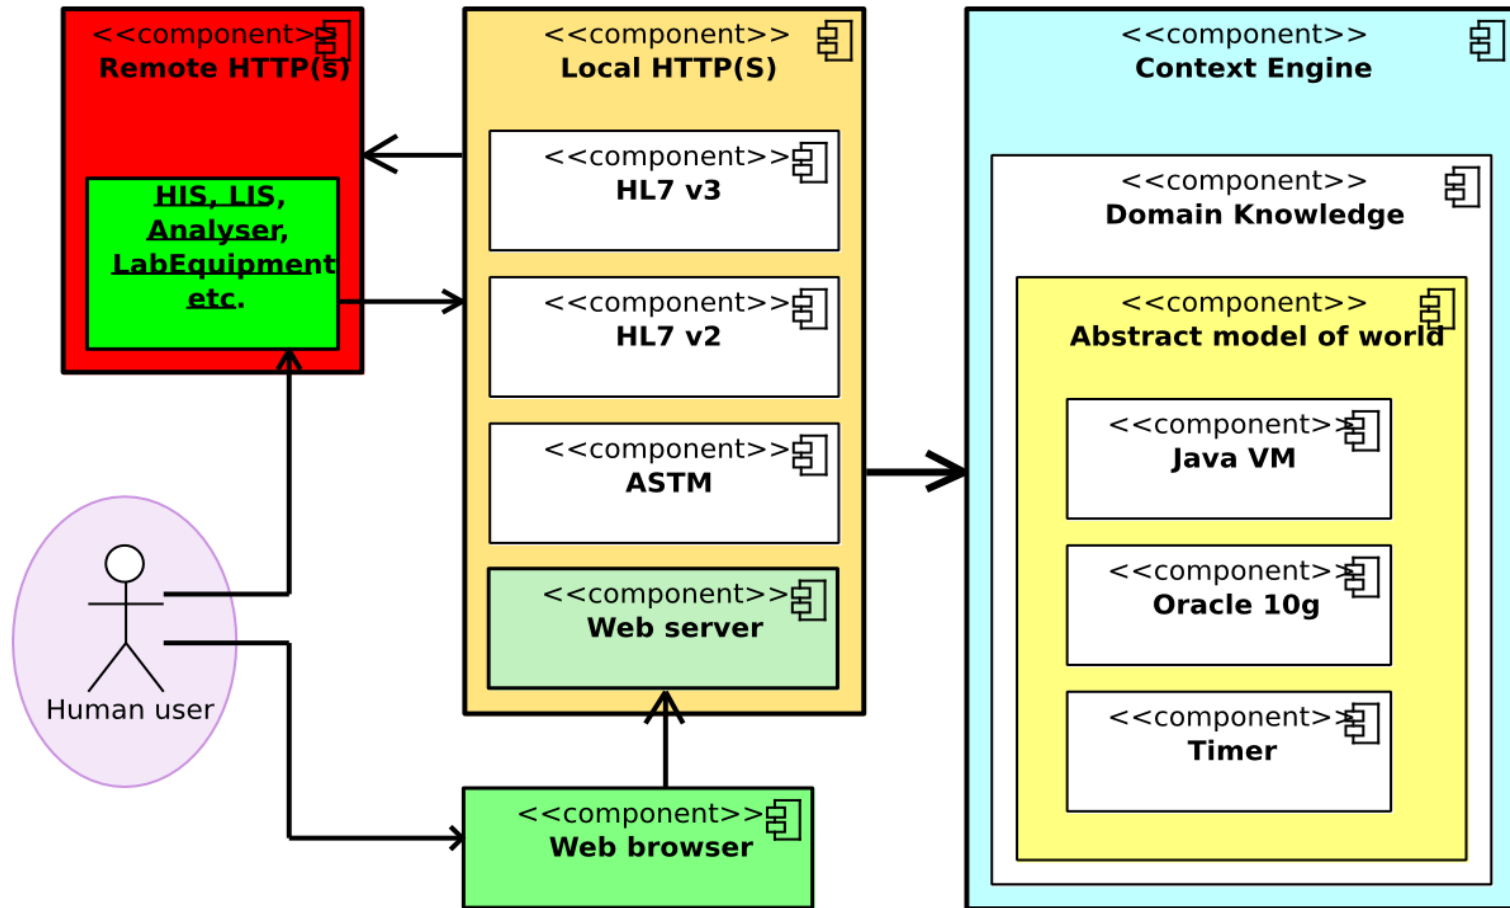 <<component>>
Remote HTTP(s)
HIS, LIS,
Analyser,
LabEquipment
etc.
Human user
<<component>>
Local HTTP(S)
<<component>>
HL7 v3
<<component>>
HL7 v2
<<component>>
ASTM
<<component>>
Web server
<<component>>
Web browser
<<component>>
Context Engine
<<component>>
Domain Knowledge
<<component>>
Abstract model of world
<<component>>
Java VM
<<component>>
Oracle 10g
<<component>>
Timer